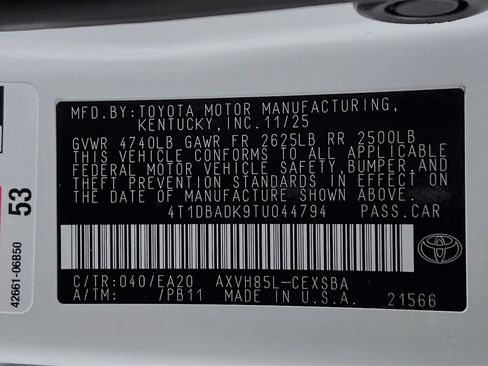 MFD.BY: TOYOTA MOTOR MANUFACTURING,
KENTUCKY, INC. 11/25
GVWR 4740LB GAWR FR 2625LB RR 2500LB
THIS VEHICLE CONFORMS TO ALL APPLICABLE
FEDERAL MOTOR VEHICLE SAFETY, BUMPER, AND
THEFT PREVENTION STANDARDS IN EFFECT ON
THE DATE OF MANUFACTURE SHOWN ABOVE.
4T1DBADK9TU044794 PASS.CAR
C/TR:040/EA20 AXVH85L-CEXSBA
A/TM: /PB11 MADE IN U.S.A. 21566
53
42661-06B50